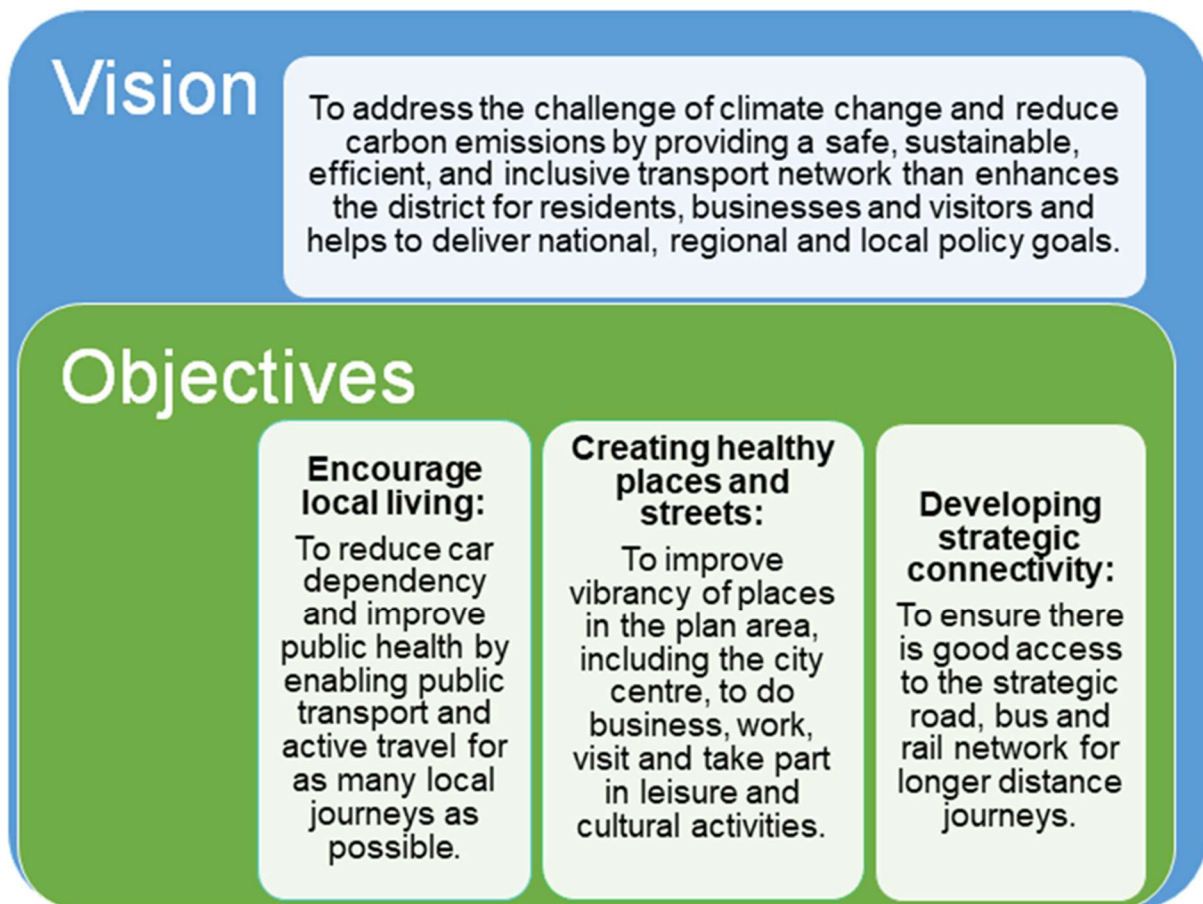 Vision
To address the challenge of climate change and reduce
carbon emissions by providing a safe, sustainable,
efficient, and inclusive transport network than enhances
the district for residents, businesses and visitors and
helps to deliver national, regional and local policy goals.
Objectives
Encourage
local living:
To reduce car
dependency
and improve
public health by
enabling public
transport and
active travel for
as many local
journeys as
possible.
Creating healthy
places and
streets:
To improve
vibrancy of places
in the plan area,
including the city
centre, to do
business, work,
visit and take part
in leisure and
cultural activities.
Developing
strategic
connectivity:
To ensure there
is good access
to the strategic
road, bus and
rail network for
longer distance
journeys.